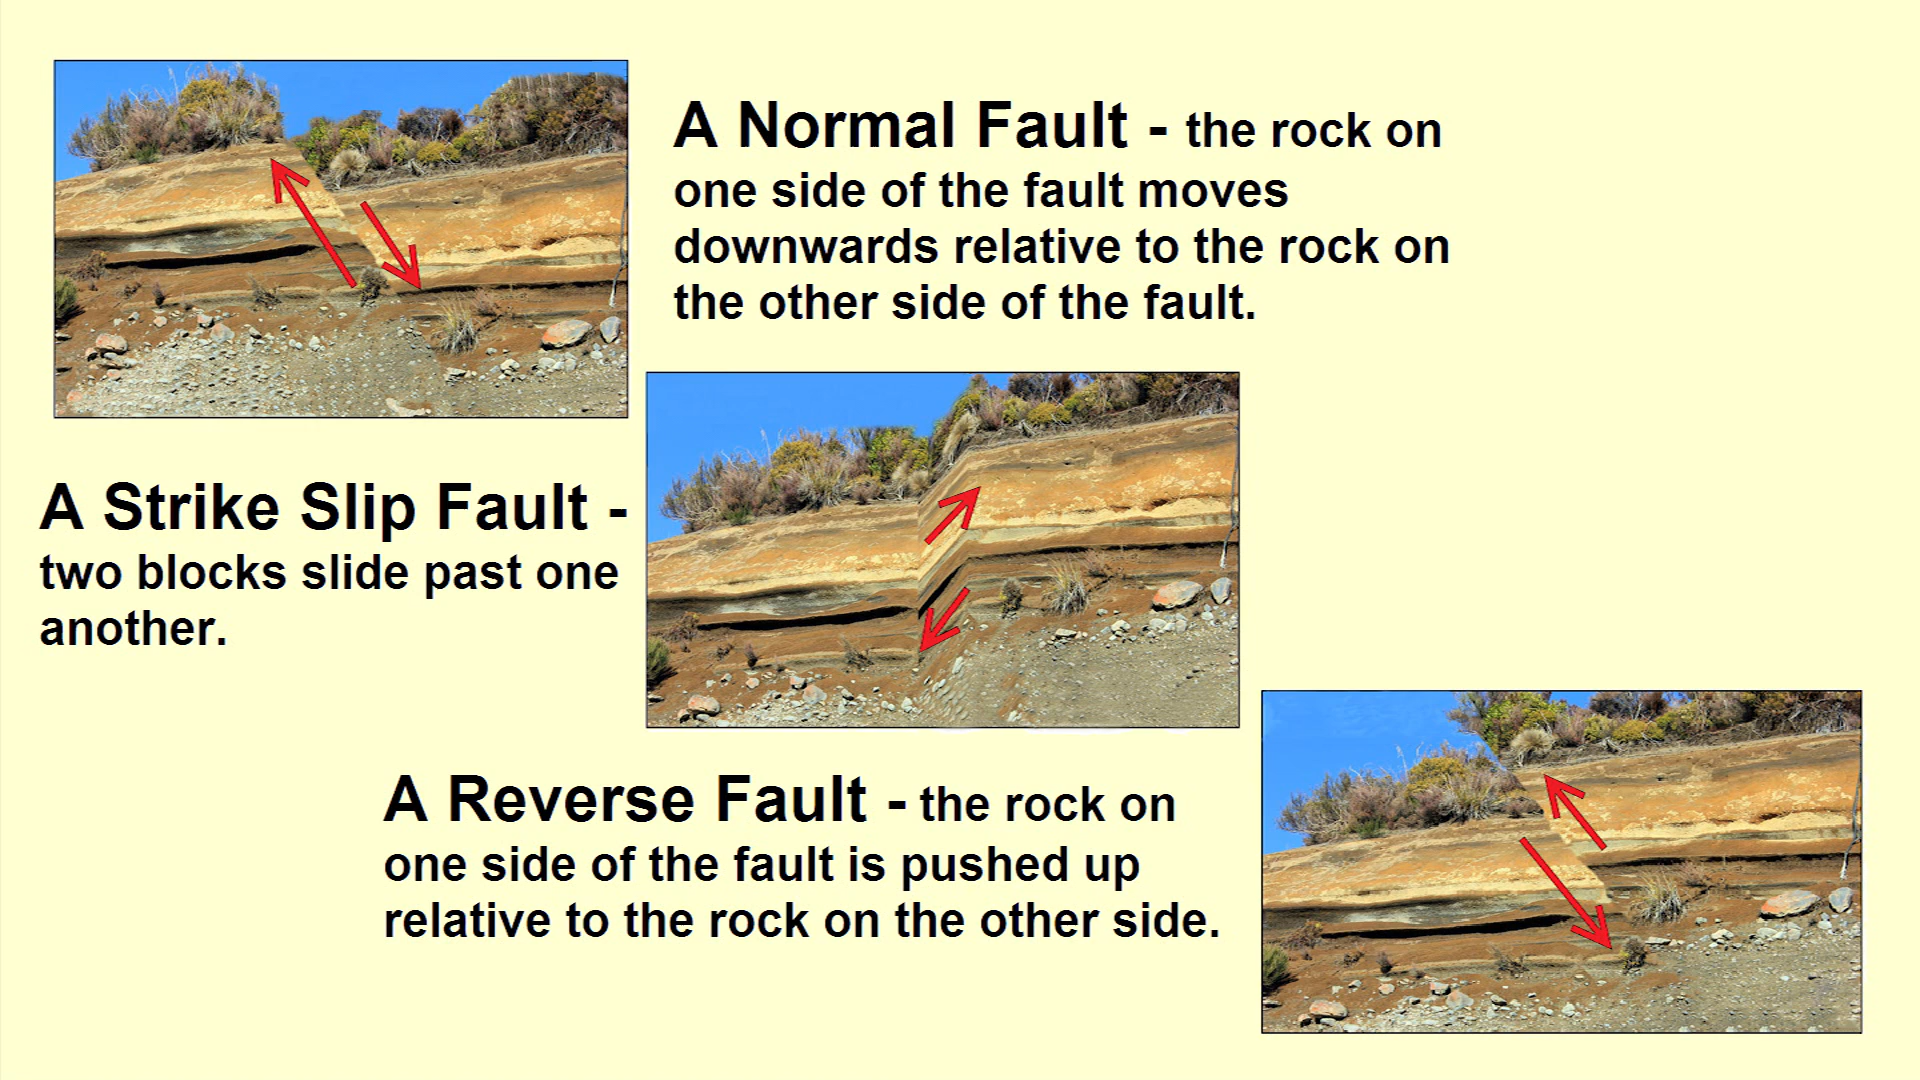 A Normal Fault - the rock on
one side of the fault moves
downwards relative to the rock on
the other side of the fault.
A Strike Slip Fault -
two blocks slide past one
another.
A Reverse Fault - the rock on
one side of the fault is pushed up
relative to the rock on the other side.